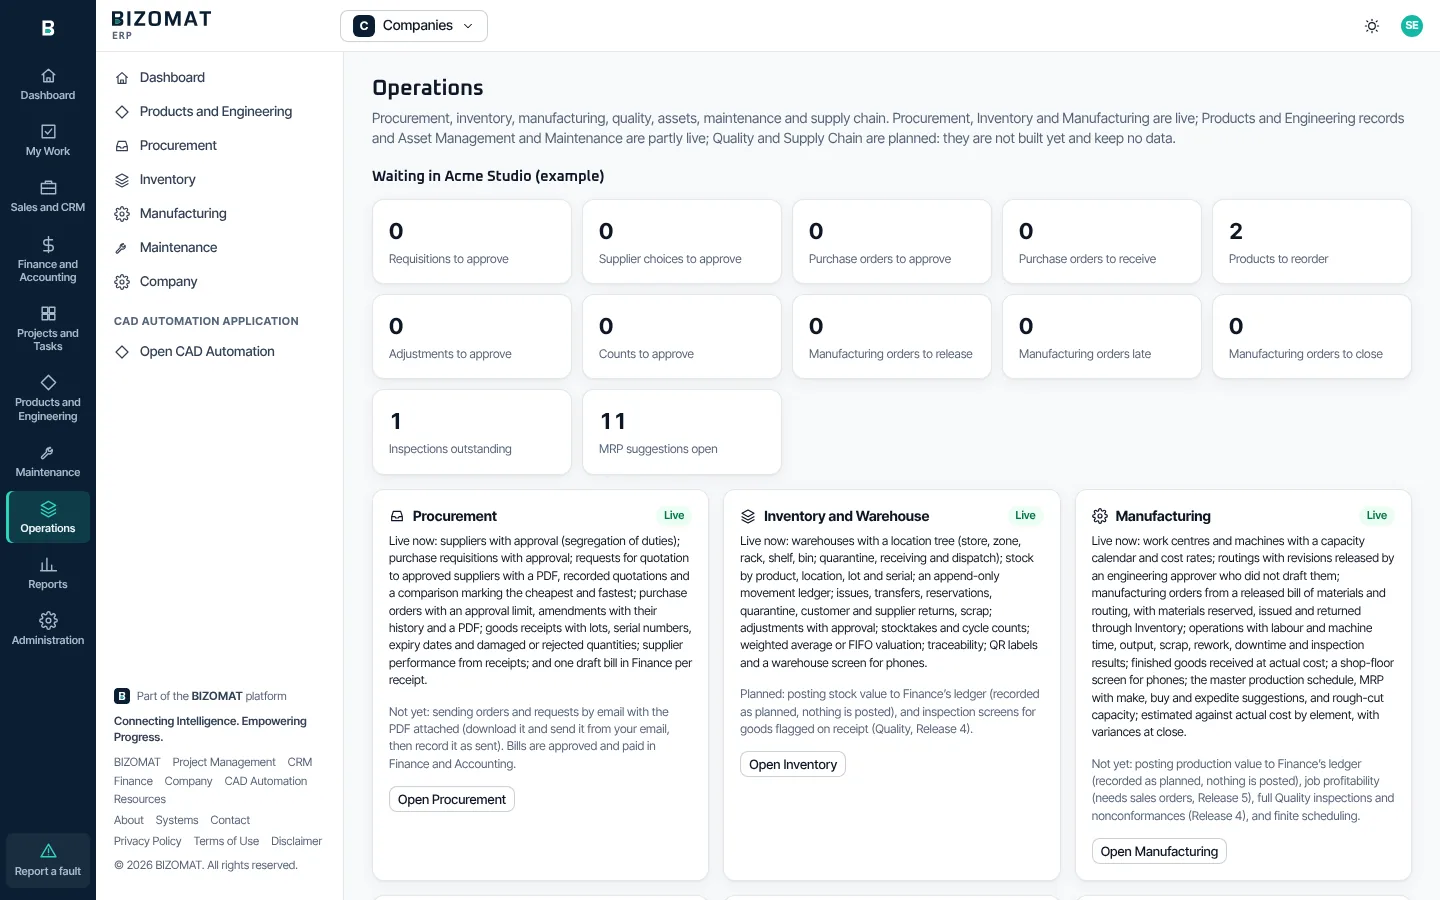 B
Dashboard
My Work
Sales and CRM
Finance and
Accounting
Projects and
Tasks
Products and
Engineering
Maintenance
Operations
Reports
Administration
Report a fault
BIZOMAT
ERP
C Companies
SE
Dashboard
Products and Engineering
Procurement
Inventory
Manufacturing
Maintenance
Company
CAD AUTOMATION APPLICATION
Open CAD Automation
B Part of the BIZOMAT platform
Connecting Intelligence. Empowering
Progress.
BIZOMAT Project Management CRM
Finance Company CAD Automation
Resources
About Systems Contact
Privacy Policy Terms of Use Disclaimer
© 2026 BIZOMAT. All rights reserved.
Operations
Procurement, inventory, manufacturing, quality, assets, maintenance and supply chain. Procurement, Inventory and Manufacturing are live; Products and Engineering records
and Asset Management and Maintenance are partly live; Quality and Supply Chain are planned: they are not built yet and keep no data.
Waiting in Acme Studio (example)
0
Requisitions to approve
0
Supplier choices to approve
0
Purchase orders to approve
0
Purchase orders to receive
2
Products to reorder
0
Adjustments to approve
0
Counts to approve
0
Manufacturing orders to release
0
Manufacturing orders late
0
Manufacturing orders to close
1
Inspections outstanding
11
MRP suggestions open
Procurement Live
Live now: suppliers with approval (segregation of duties);
purchase requisitions with approval; requests for quotation
to approved suppliers with a PDF, recorded quotations and
a comparison marking the cheapest and fastest; purchase
orders with an approval limit, amendments with their
history and a PDF; goods receipts with lots, serial numbers,
expiry dates and damaged or rejected quantities; supplier
performance from receipts; and one draft bill in Finance per
receipt.
Not yet: sending orders and requests by email with the
PDF attached (download it and send it from your email,
then record it as sent). Bills are approved and paid in
Finance and Accounting.
Open Procurement
Inventory and Warehouse Live
Live now: warehouses with a location tree (store, zone,
rack, shelf, bin; quarantine, receiving and dispatch); stock
by product, location, lot and serial; an append-only
movement ledger; issues, transfers, reservations,
quarantine, customer and supplier returns, scrap;
adjustments with approval; stocktakes and cycle counts;
weighted average or FIFO valuation; traceability; QR labels
and a warehouse screen for phones.
Planned: posting stock value to Finance's ledger (recorded
as planned, nothing is posted), and inspection screens for
goods flagged on receipt (Quality, Release 4).
Open Inventory
Manufacturing Live
Live now: work centres and machines with a capacity
calendar and cost rates; routings with revisions released by
an engineering approver who did not draft them;
manufacturing orders from a released bill of materials and
routing, with materials reserved, issued and returned
through Inventory; operations with labour and machine
time, output, scrap, rework, downtime and inspection
results; finished goods received at actual cost; a shop-floor
screen for phones; the master production schedule, MRP
with make, buy and expedite suggestions, and rough-cut
capacity; estimated against actual cost by element, with
variances at close.
Not yet: posting production value to Finance's ledger
(recorded as planned, nothing is posted), job profitability
(needs sales orders, Release 5), full Quality inspections and
nonconformances (Release 4), and finite scheduling.
Open Manufacturing